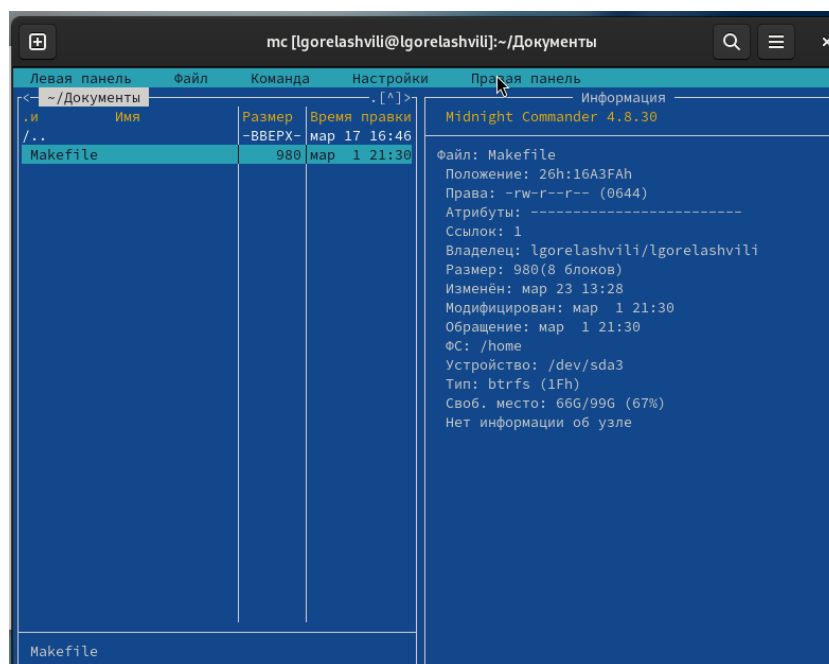 mc [lgorelashvili@lgorelashvili]:~/Документы
Левая панель Файл Команда Настройки Правая панель
<- ~/Документы .[^]>
.и Имя Размер Время правки
/.. -ВВЕРХ- мар 17 16:46
Makefile 980 мар 1 21:30
Makefile
Информация
Midnight Commander 4.8.30
Файл: Makefile
Положение: 26h:16A3FAh
Права: -rw-r--r-- (0644)
Атрибуты: --------------------------
Ссылок: 1
Владелец: lgorelashvili/lgorelashvili
Размер: 980(8 блоков)
Изменён: мар 23 13:28
Модифицирован: мар 1 21:30
Обращение: мар 1 21:30
ФС: /home
Устройство: /dev/sda3
Тип: btrfs (1Fh)
Своб. место: 66G/99G (67%)
Нет информации об узле